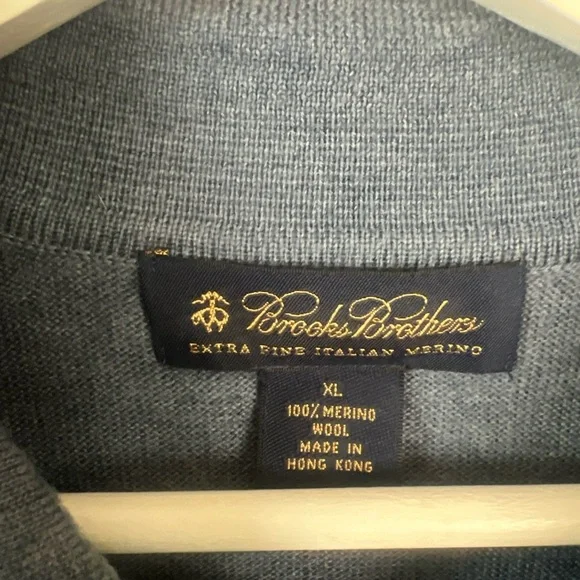 Brooks Brothers
EXTRA FINE ITALIAN MERINO
XL
100% MERINO
WOOL
MADE IN
HONG KONG